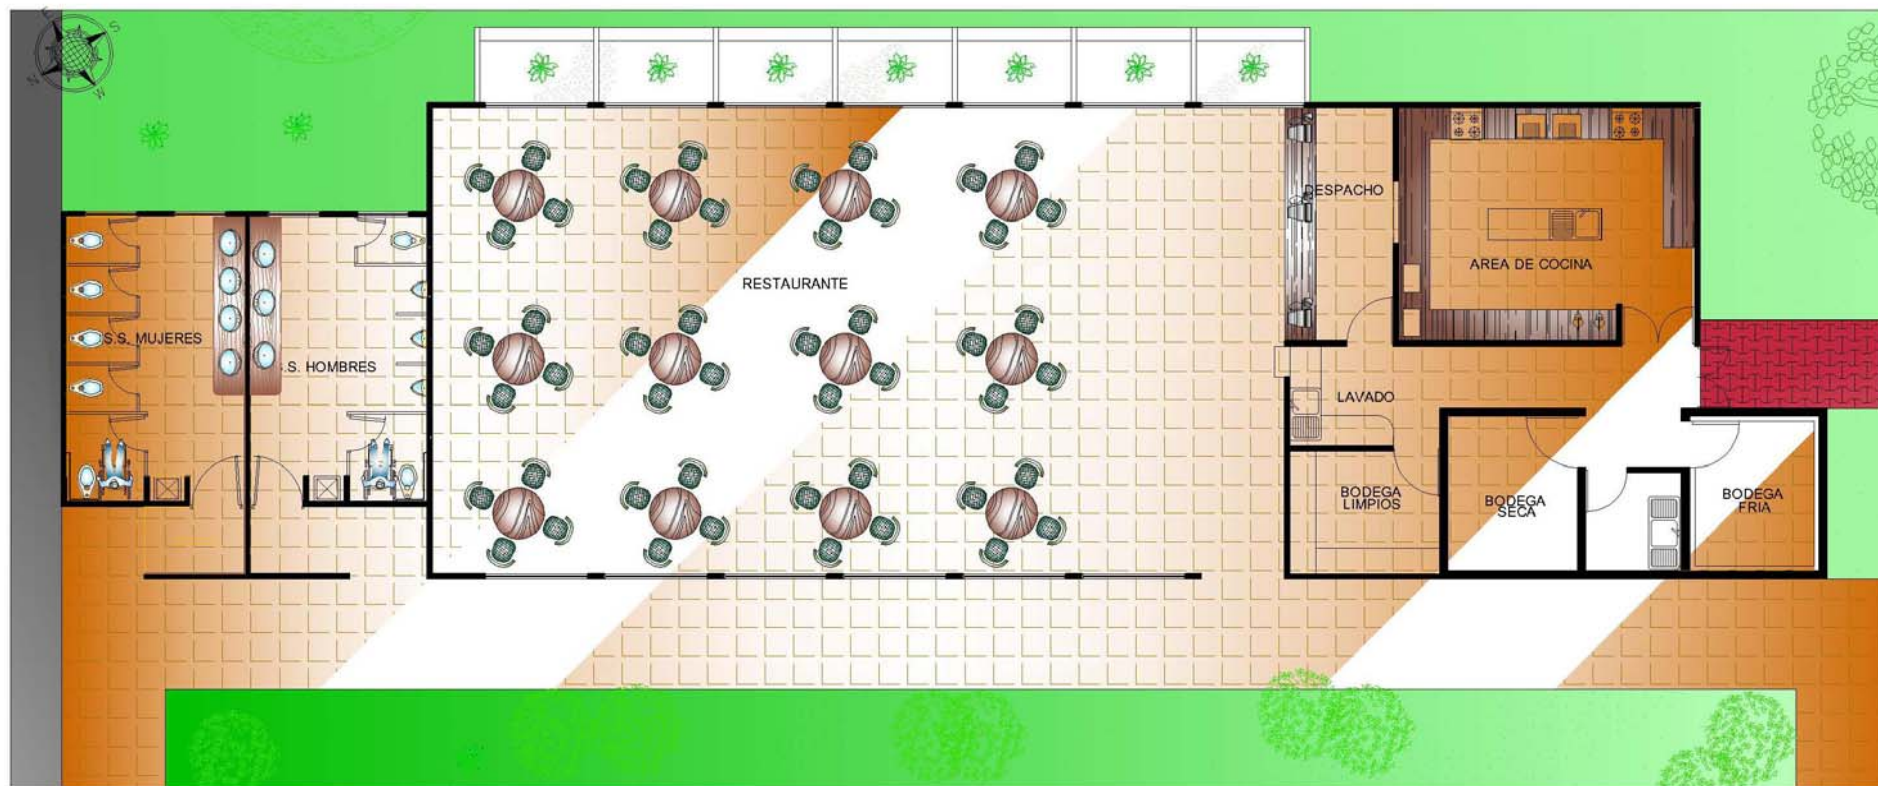 E
S
N
W
DESPACHO
AREA DE COCINA
RESTAURANTE
S.S. MUJERES
S.S. HOMBRES
LAVADO
BODEGA
LIMPIOS
BODEGA
SECA
BODEGA
FRIA